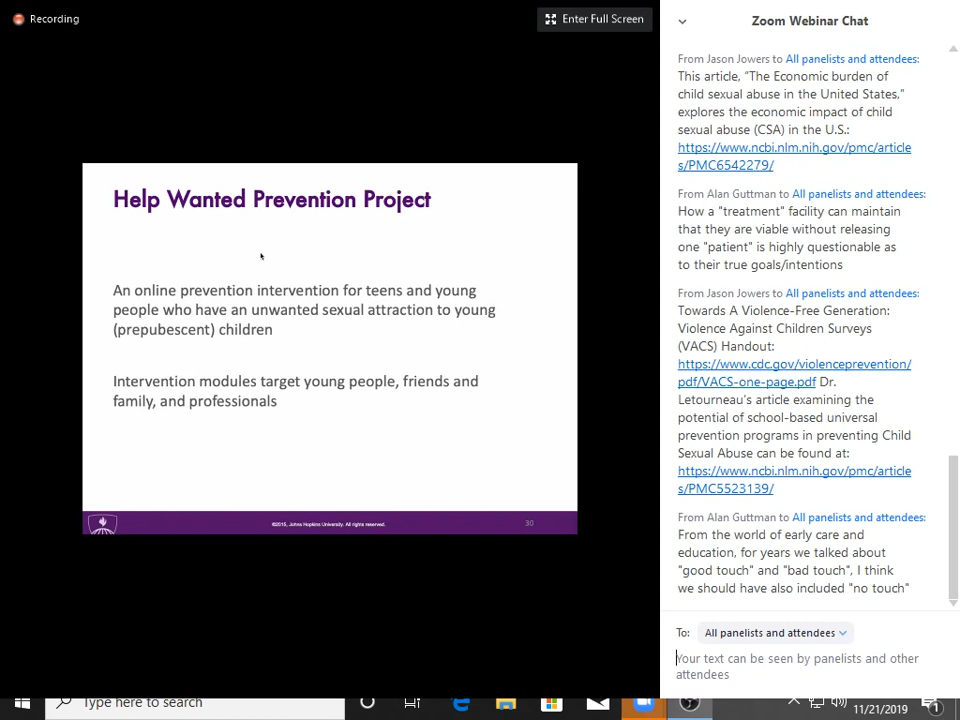 Recording
Enter Full Screen
Help Wanted Prevention Project
An online prevention intervention for teens and young
people who have an unwanted sexual attraction to young
(prepubescent) children
Intervention modules target young people, friends and
family, and professionals
©2015, Johns Hopkins University. All rights reserved.
30
Zoom Webinar Chat
From Jason Jowers to All panelists and attendees:
This article, “The Economic burden of
child sexual abuse in the United States,”
explores the economic impact of child
sexual abuse (CSA) in the U.S.:
https://www.ncbi.nlm.nih.gov/pmc/article
s/PMC6542279/
From Alan Guttman to All panelists and attendees:
How a "treatment" facility can maintain
that they are viable without releasing
one "patient" is highly questionable as
to their true goals/intentions
From Jason Jowers to All panelists and attendees:
Towards A Violence-Free Generation:
Violence Against Children Surveys
(VACS) Handout:
https://www.cdc.gov/violenceprevention/
pdf/VACS-one-page.pdf Dr.
Letourneau's article examining the
potential of school-based universal
prevention programs in preventing Child
Sexual Abuse can be found at:
https://www.ncbi.nlm.nih.gov/pmc/article
s/PMC5523139/
From Alan Guttman to All panelists and attendees:
From the world of early care and
education, for years we talked about
"good touch" and "bad touch", I think
we should have also included "no touch"
To: All panelists and attendees
Your text can be seen by panelists and other
attendees
Type here to search
11/21/2019
1